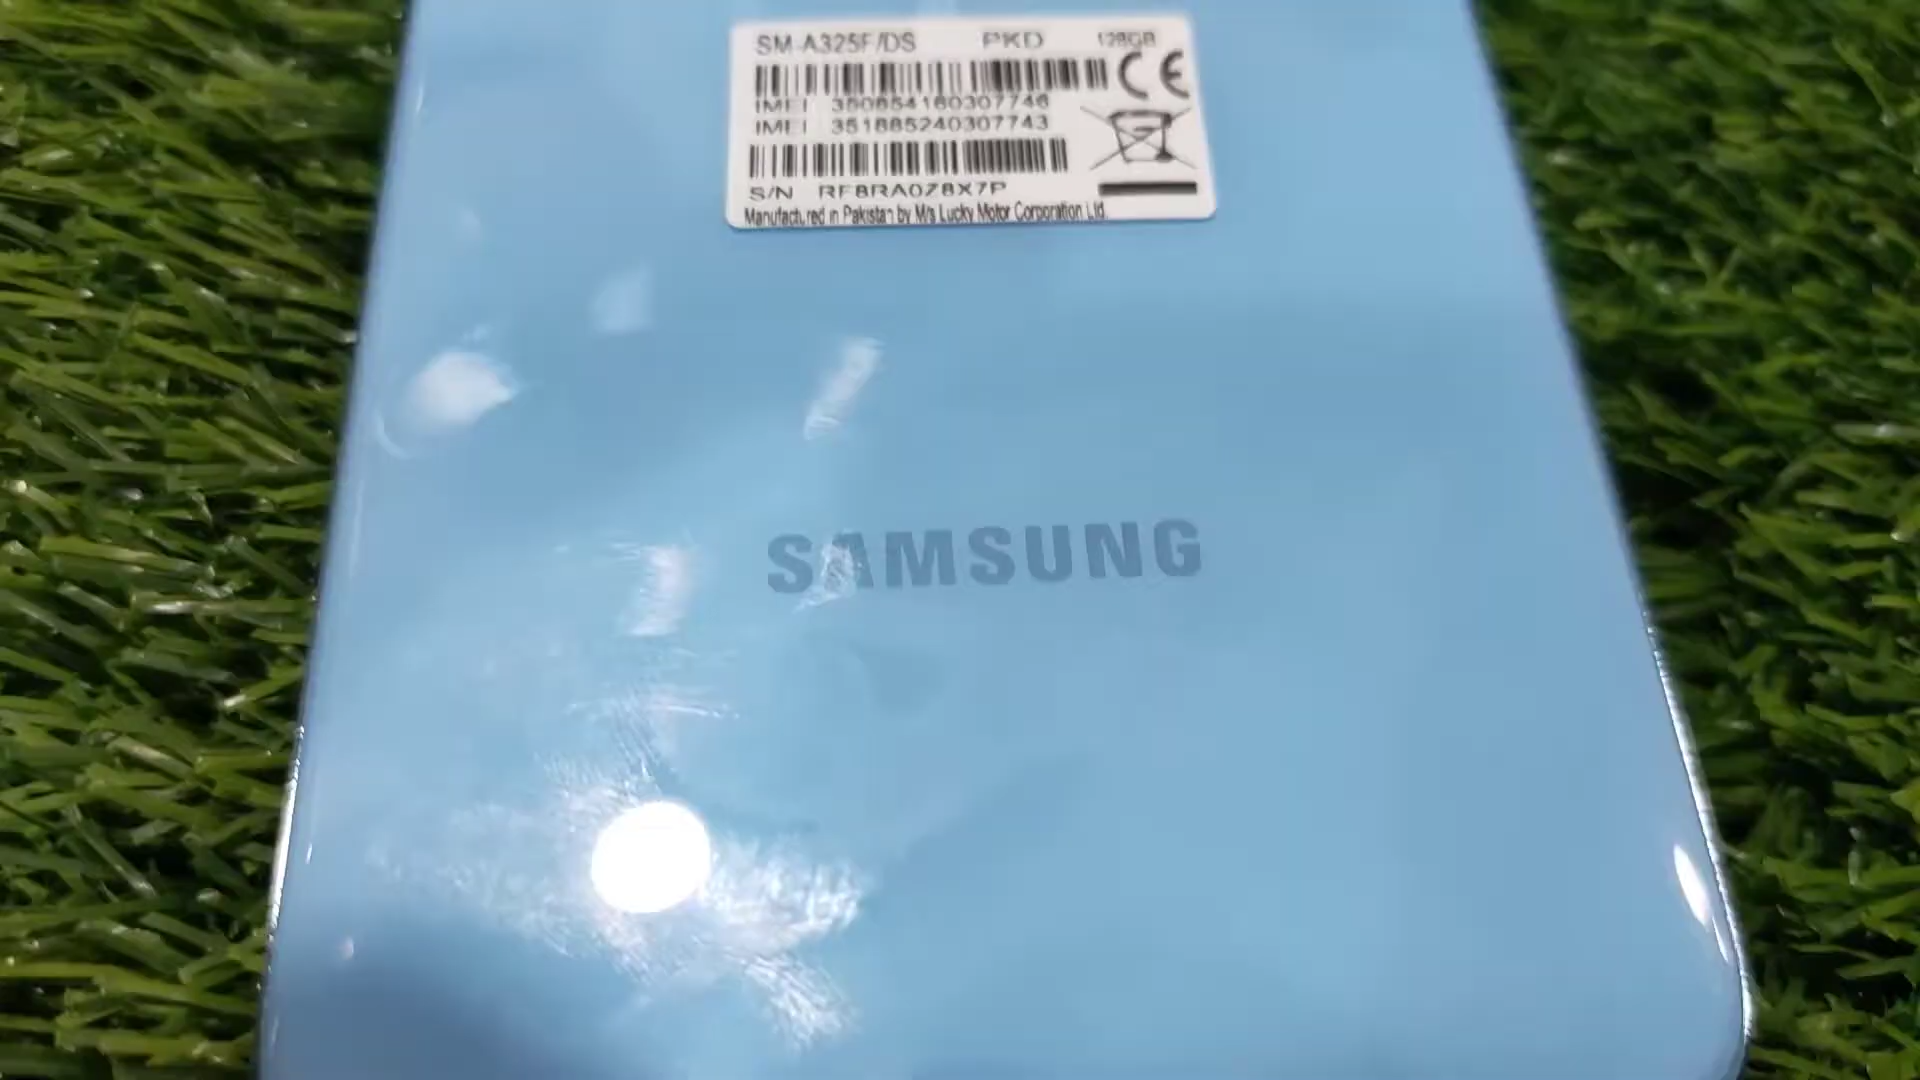 SM-A325F/DS PKD 128GB
CE
IMEI 350854160307746
IMEI 351885240307743
S/N RF8RA0Z8X7P
Manufactured in Pakistan by M/s Lucky Motor Corporation Ltd.
SAMSUNG